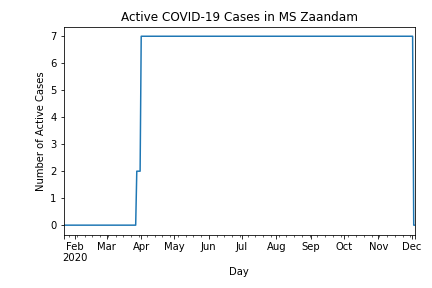 Active COVID-19 Cases in MS Zaandam
Number of Active Cases
7
6
5
4
3
2
1
0
Feb Mar Apr May Jun Jul Aug Sep Oct Nov Dec
2020
Day